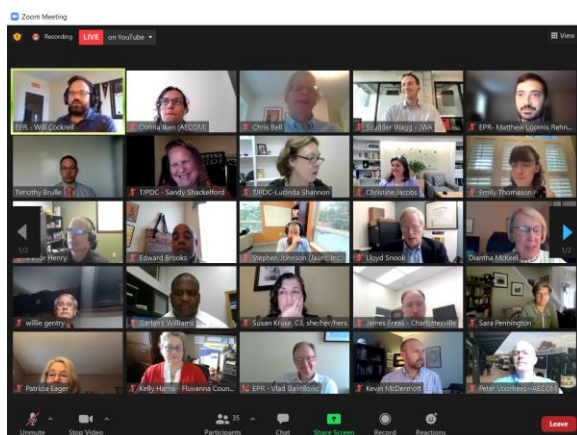 Zoom Meeting
Recording LIVE on YouTube
View
EPR - Will Cockrell
Donna Iken (AECOM)
Chris Bell
Scudder Wagg - JWA
EPR- Matthew Loomis Rehn...
Timothy Brulle
TJPDC - Sandy Shackelford
TJPDC-Lucinda Shannon
Christine Jacobs
Emily Thomason
Trevor Henry
Edward Brooks
Stephen Johnson (Jaunt, Inc.)
Lloyd Snook
Diantha McKeel
1/2
1/2
willie gentry
Garland Williams
Susan Kruse, C3, she/her/hers
James Freas - Charlottesville
Sara Pennington
Patricia Eager
Kelly Harris - Fluvanna Coun...
EPR - Vlad Gavrilovic
Kevin McDermott
Peter Voorhees--(AECOM)
35
Unmute
Stop Video
Participants
Chat
Share Screen
Record
Reactions
Leave